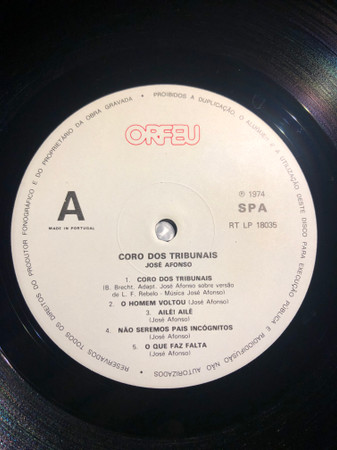 RESERVADOS TODOS OS DIREITOS DO PRODUTOR FONOGRÁFICO E DO PROPRIETÁRIO DA OBRA GRAVADA • PROIBIDOS A DUPLICAÇÃO, O ALUGUER E A UTILIZAÇÃO DESTE DISCO PARA EXECUÇÃO PÚBLICA E RADIODIFUSÃO NÃO AUTORIZADOS
ORFEU
A
MADE IN PORTUGAL
℗ 1974
SPA
RT LP 18035
CORO DOS TRIBUNAIS
JOSÉ AFONSO
1. CORO DOS TRIBUNAIS
(B. Brecht. Adapt. José Afonso sobre versão
de L. F. Rebelo - Música José Afonso)
2. O HOMEM VOLTOU (José Afonso)
3. AILÉ! AILÉ
(José Afonso)
4. NÃO SEREMOS PAIS INCÓGNITOS
(José Afonso)
5. O QUE FAZ FALTA
(José Afonso)